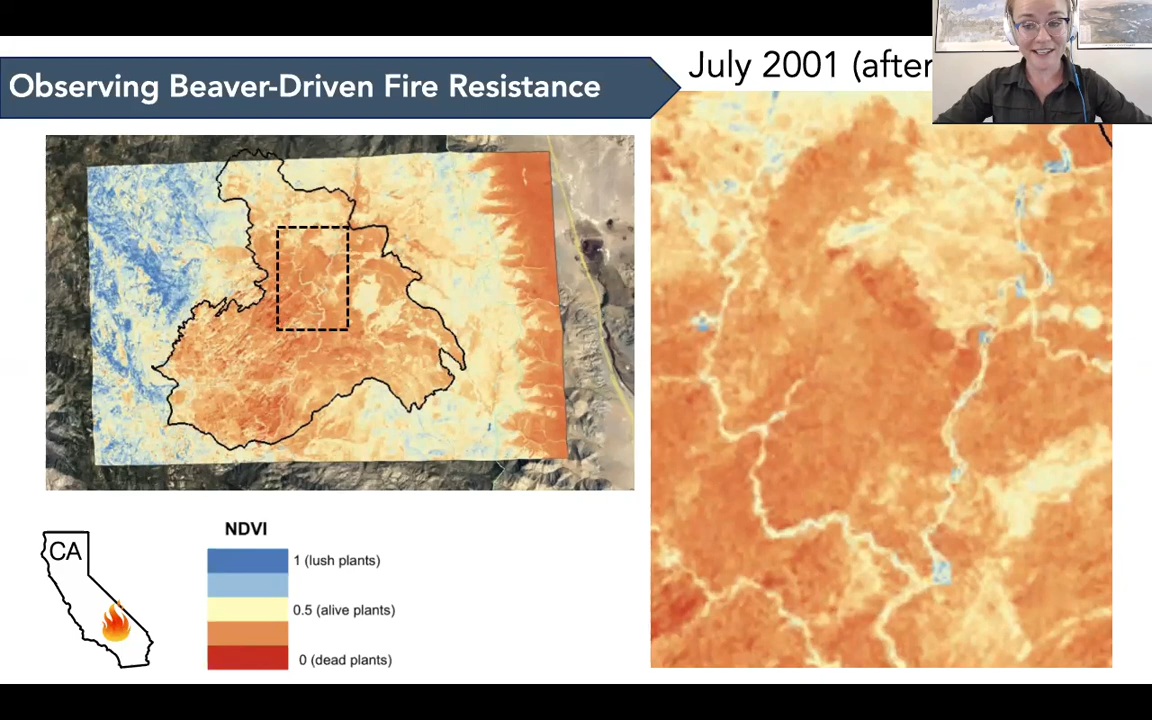 July 2001 (after
Observing Beaver-Driven Fire Resistance
CA
NDVI
1 (lush plants)
0.5 (alive plants)
0 (dead plants)